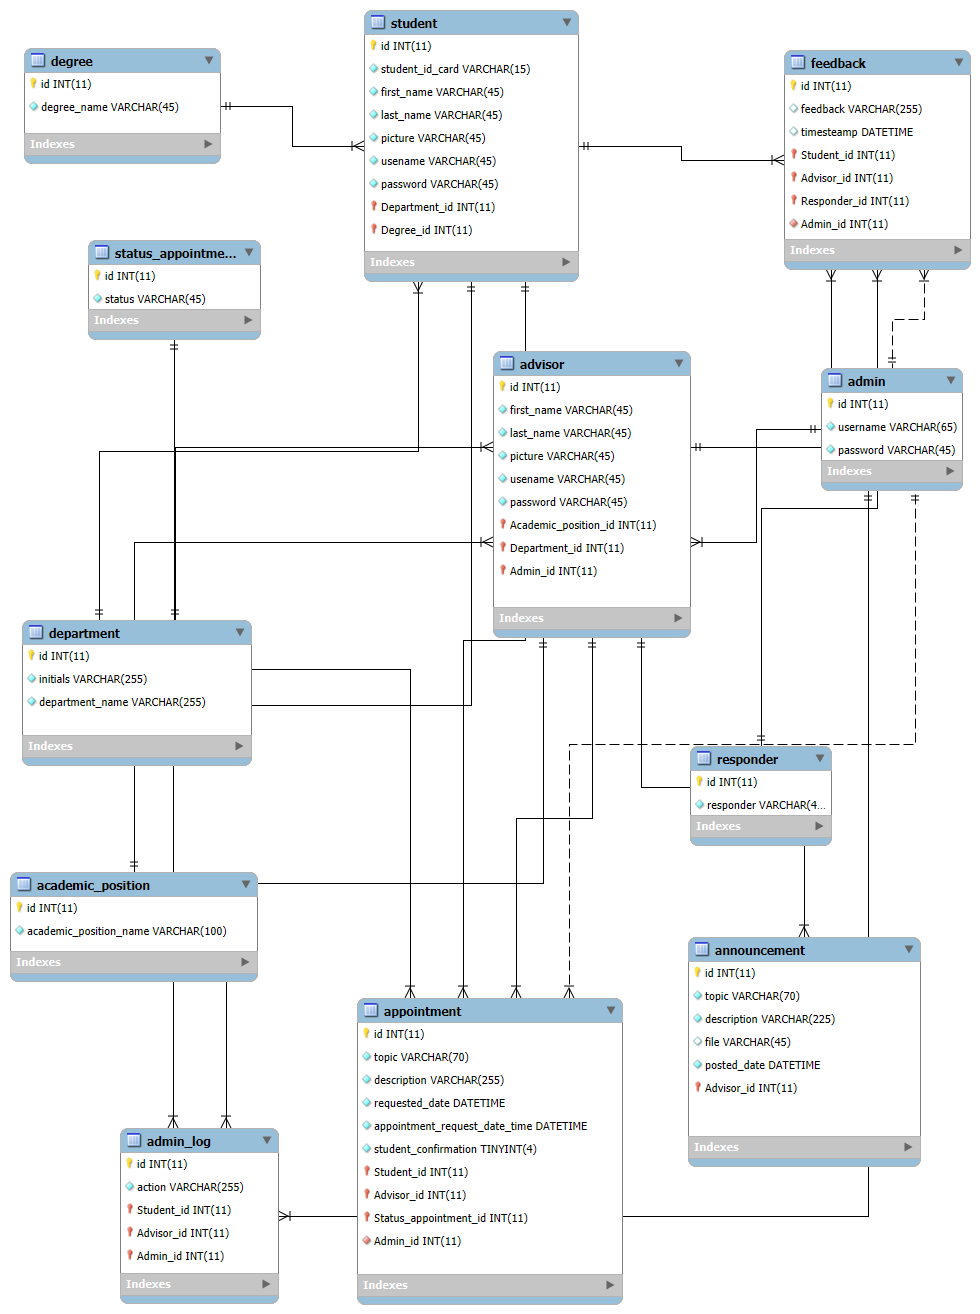 degree
id INT(11)
degree_name VARCHAR(45)
Indexes
student
id INT(11)
student_id_card VARCHAR(15)
first_name VARCHAR(45)
last_name VARCHAR(45)
picture VARCHAR(45)
usename VARCHAR(45)
password VARCHAR(45)
Department_id INT(11)
Degree_id INT(11)
Indexes
feedback
id INT(11)
feedback VARCHAR(255)
timesteamp DATETIME
Student_id INT(11)
Advisor_id INT(11)
Responder_id INT(11)
Admin_id INT(11)
Indexes
status_appointme...
id INT(11)
status VARCHAR(45)
Indexes
advisor
id INT(11)
first_name VARCHAR(45)
last_name VARCHAR(45)
picture VARCHAR(45)
usename VARCHAR(45)
password VARCHAR(45)
Academic_position_id INT(11)
Department_id INT(11)
Admin_id INT(11)
Indexes
admin
id INT(11)
username VARCHAR(65)
password VARCHAR(45)
Indexes
department
id INT(11)
initials VARCHAR(255)
department_name VARCHAR(255)
Indexes
responder
id INT(11)
responder VARCHAR(4...
Indexes
academic_position
id INT(11)
academic_position_name VARCHAR(100)
Indexes
announcement
id INT(11)
topic VARCHAR(70)
description VARCHAR(225)
file VARCHAR(45)
posted_date DATETIME
Advisor_id INT(11)
Indexes
appointment
id INT(11)
topic VARCHAR(70)
description VARCHAR(255)
requested_date DATETIME
appointment_request_date_time DATETIME
student_confirmation TINYINT(4)
Student_id INT(11)
Advisor_id INT(11)
Status_appointment_id INT(11)
Admin_id INT(11)
Indexes
admin_log
id INT(11)
action VARCHAR(255)
Student_id INT(11)
Advisor_id INT(11)
Admin_id INT(11)
Indexes